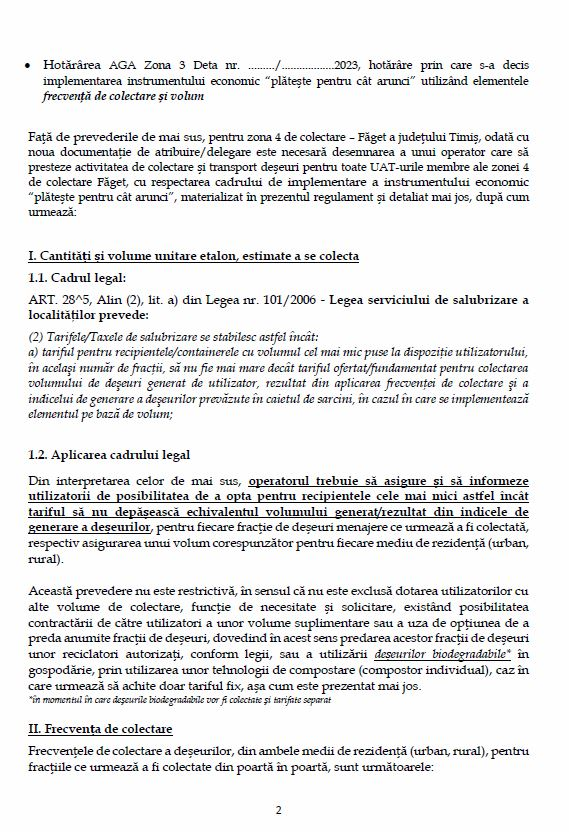 • Hotărârea AGA Zona 3 Deta nr. ........./..................2023, hotărâre prin care s-a decis
implementarea instrumentului economic "plătește pentru cât arunci" utilizând elementele
frecvență de colectare și volum
Față de prevederile de mai sus, pentru zona 4 de colectare – Făget a județului Timiș, odată cu
noua documentație de atribuire/delegare este necesară desemnarea a unui operator care să
presteze activitatea de colectare și transport deșeuri pentru toate UAT-urile membre ale zonei 4
de colectare Făget, cu respectarea cadrului de implementare a instrumentului economic
"plătește pentru cât arunci", materializat în prezentul regulament și detaliat mai jos, după cum
urmează:
I. Cantități și volume unitare etalon, estimate a se colecta
1.1. Cadrul legal:
ART. 28^5, Alin (2), lit. a) din Legea nr. 101/2006 - Legea serviciului de salubrizare a
localităților prevede:
(2) Tarifele/Taxele de salubrizare se stabilesc astfel încât:
a) tariful pentru recipientele/containerele cu volumul cel mai mic puse la dispoziție utilizatorului,
în același număr de fracții, să nu fie mai mare decât tariful ofertat/fundamentat pentru colectarea
volumului de deșeuri generat de utilizator, rezultat din aplicarea frecvenței de colectare și a
indicelui de generare a deșeurilor prevăzute în caietul de sarcini, în cazul în care se implementează
elementul pe bază de volum;
1.2. Aplicarea cadrului legal
Din interpretarea celor de mai sus, operatorul trebuie să asigure și să informeze
utilizatorii de posibilitatea de a opta pentru recipientele cele mai mici astfel încât
tariful să nu depășească echivalentul volumului generat/rezultat din indicele de
generare a deșeurilor, pentru fiecare fracție de deșeuri menajere ce urmează a fi colectată,
respectiv asigurarea unui volum corespunzător pentru fiecare mediu de rezidență (urban,
rural).
Această prevedere nu este restrictivă, în sensul că nu este exclusă dotarea utilizatorilor cu
alte volume de colectare, funcție de necesitate și solicitare, existând posibilitatea
contractării de către utilizatori a unor volume suplimentare sau a uza de opțiunea de a
preda anumite fracții de deșeuri, dovedind în acest sens predarea acestor fracții de deșeuri
unor reciclatori autorizați, conform legii, sau a utilizării deșeurilor biodegradabile* în
gospodărie, prin utilizarea unor tehnologii de compostare (compostor individual), caz în
care urmează să achite doar tariful fix, așa cum este prezentat mai jos.
*în momentul în care deșeurile biodegradabile vor fi colectate și tarifate separat
II. Frecvența de colectare
Frecvențele de colectare a deșeurilor, din ambele medii de rezidență (urban, rural), pentru
fracțiile ce urmează a fi colectate din poartă în poartă, sunt următoarele:
2